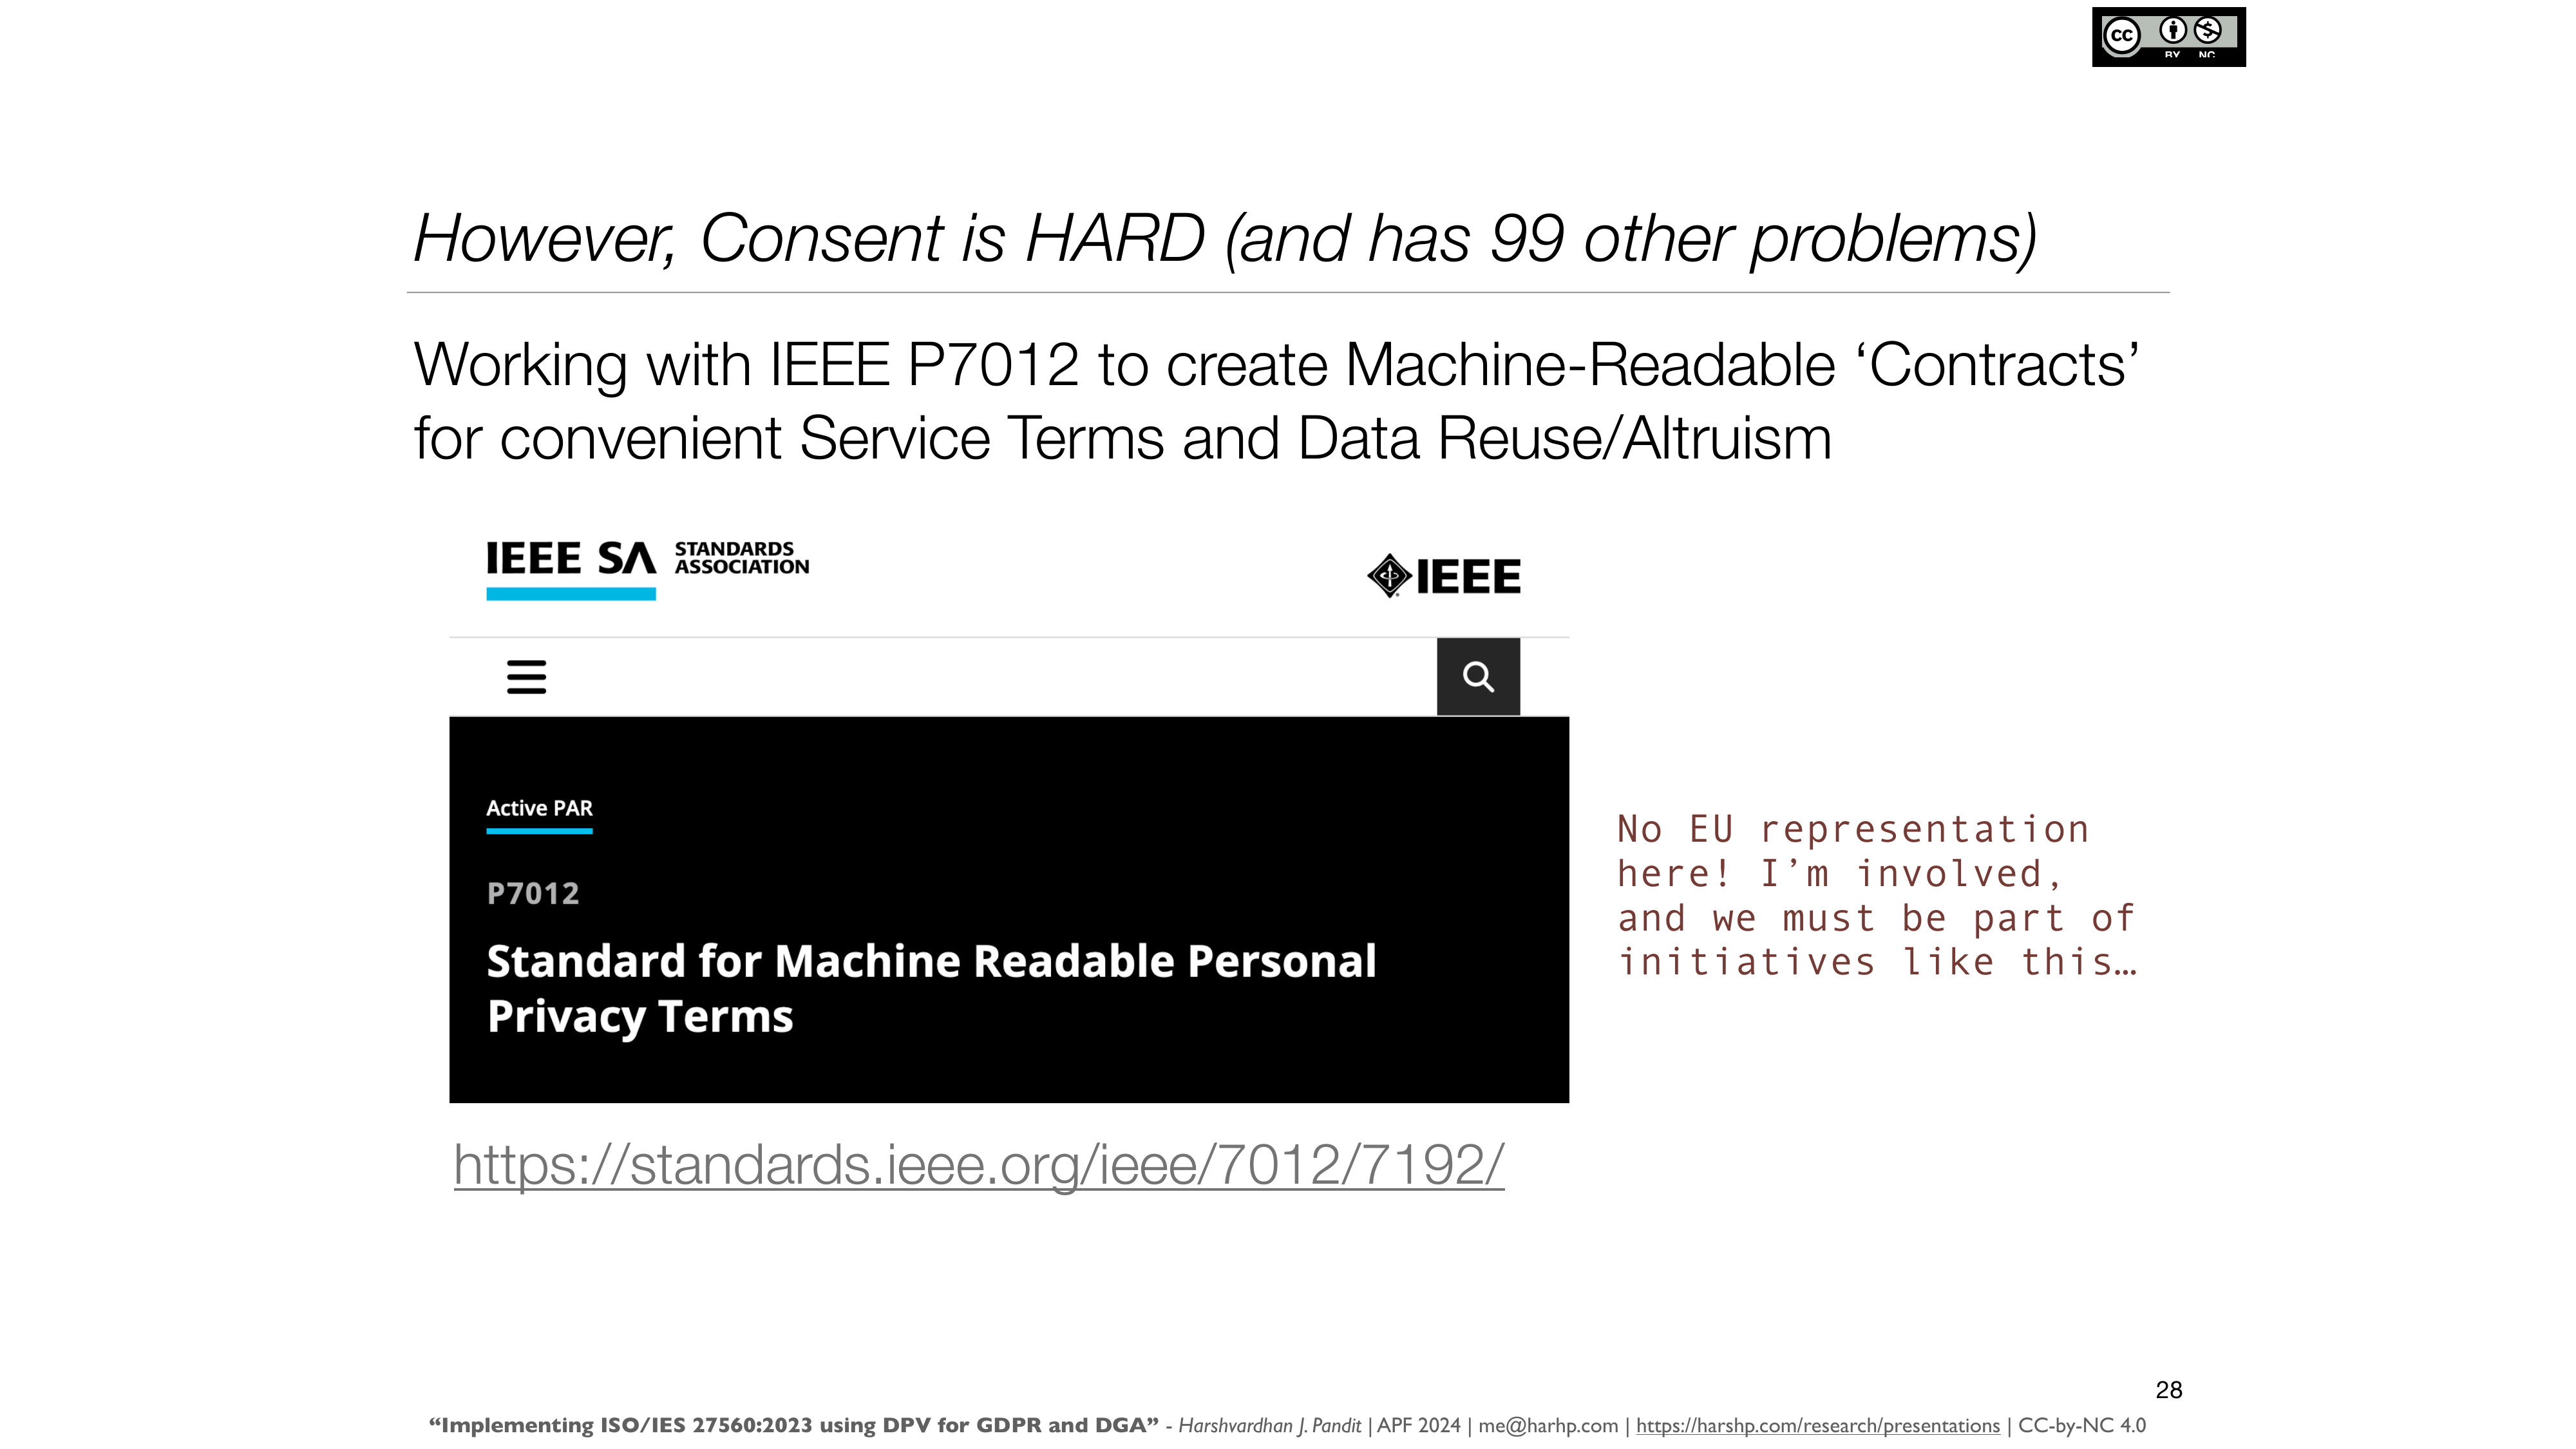 CC BY NC
However, Consent is HARD (and has 99 other problems)
Working with IEEE P7012 to create Machine-Readable ‘Contracts’
for convenient Service Terms and Data Reuse/Altruism
IEEE SA STANDARDS ASSOCIATION
IEEE
Active PAR
P7012
Standard for Machine Readable Personal
Privacy Terms
No EU representation
here! I’m involved,
and we must be part of
initiatives like this…
https://standards.ieee.org/ieee/7012/7192/
28
“Implementing ISO/IES 27560:2023 using DPV for GDPR and DGA” - Harshvardhan J. Pandit | APF 2024 | me@harhp.com | https://harshp.com/research/presentations | CC-by-NC 4.0